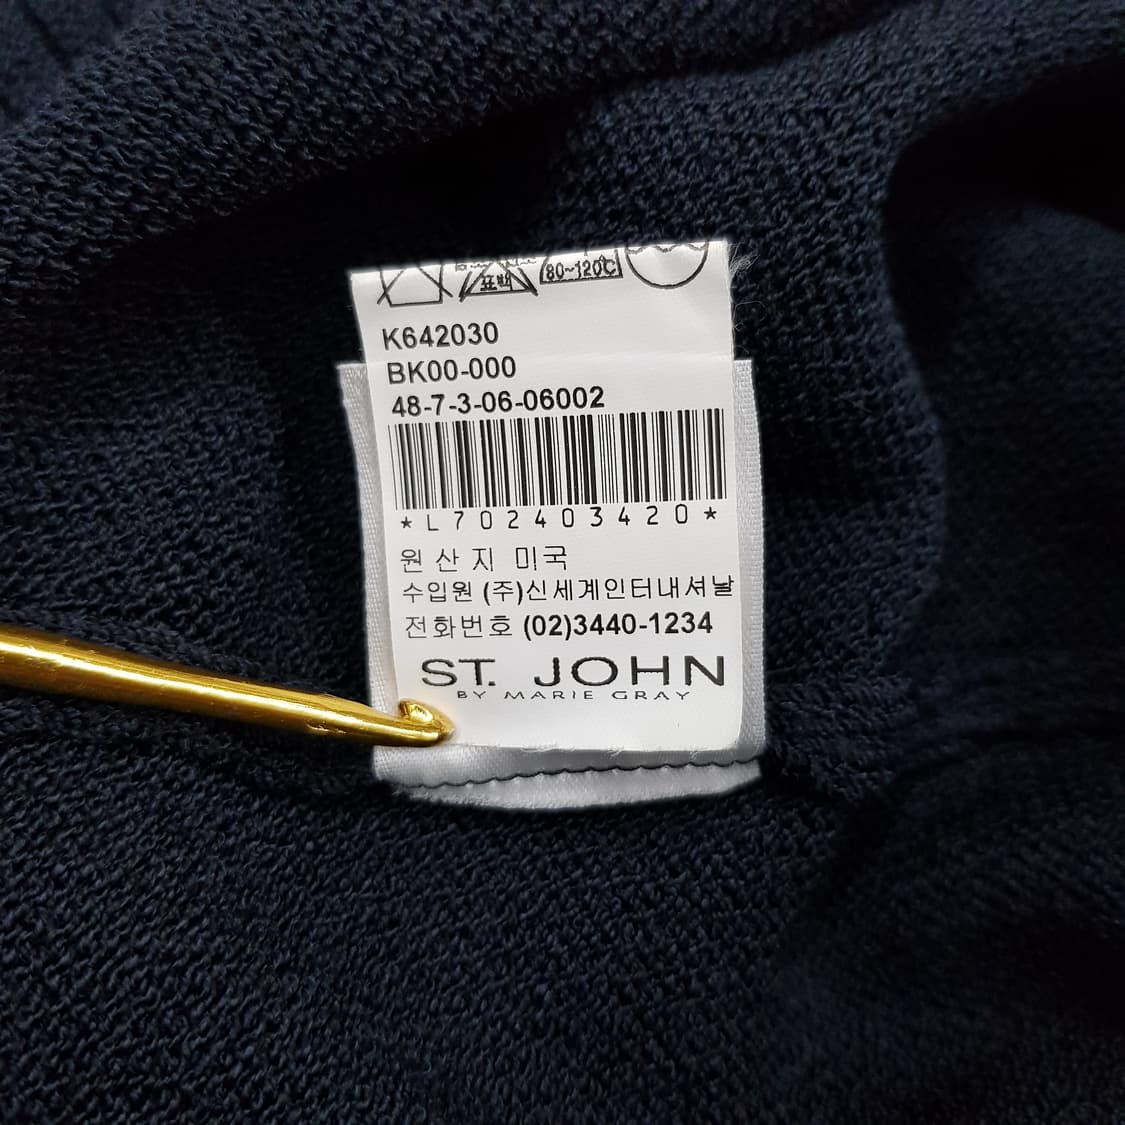 표백
80~120℃
K642030
BK00-000
48-7-3-06-06002
*L702403420*
원산지 미국
수입원 (주)신세계인터내셔날
전화번호 (02)3440-1234
ST. JOHN
BY MARIE GRAY